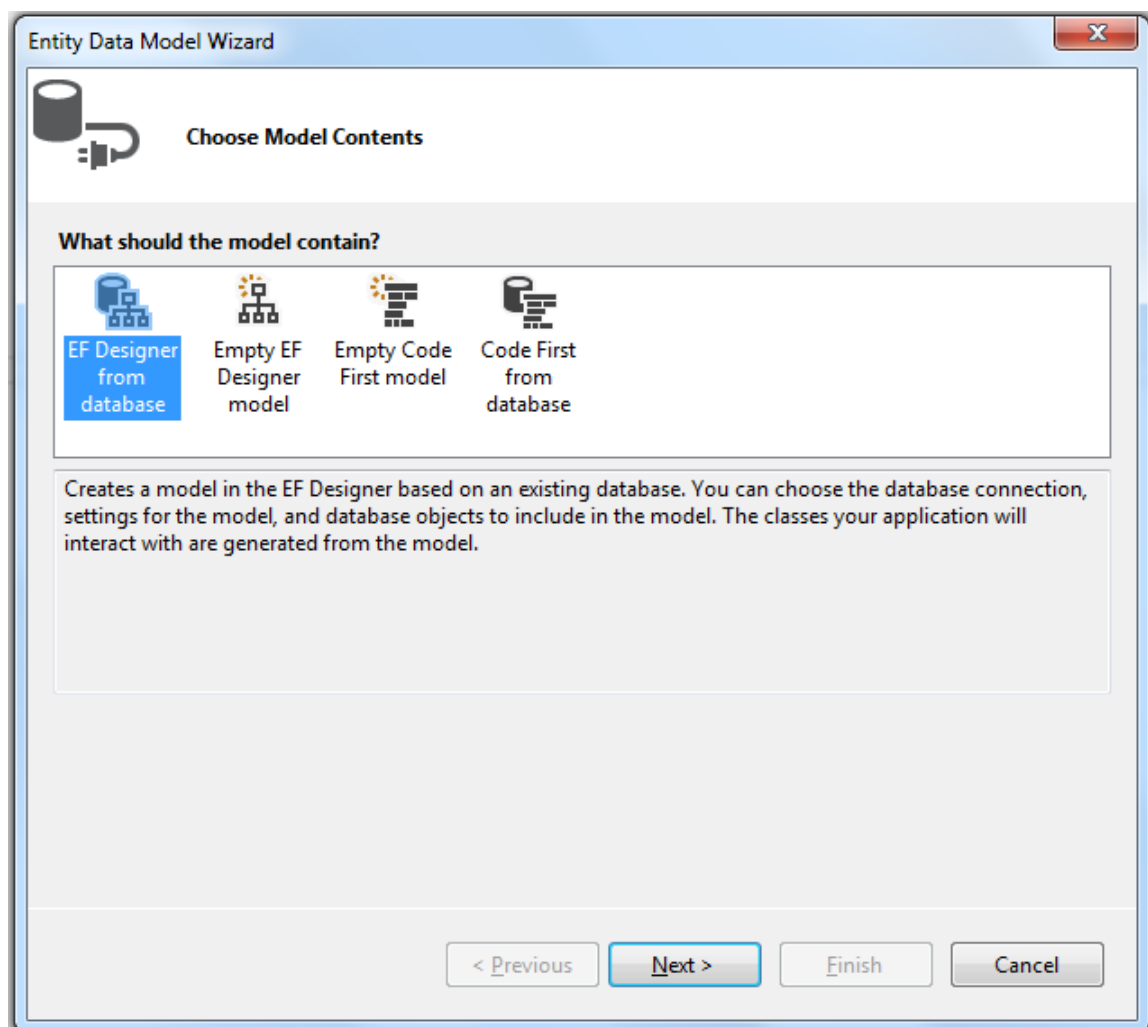 Entity Data Model Wizard
x
Choose Model Contents
What should the model contain?
EF Designer
from
database
Empty EF
Designer
model
Empty Code
First model
Code First
from
database
Creates a model in the EF Designer based on an existing database. You can choose the database connection,
settings for the model, and database objects to include in the model. The classes your application will
interact with are generated from the model.
< Previous
Next >
Finish
Cancel